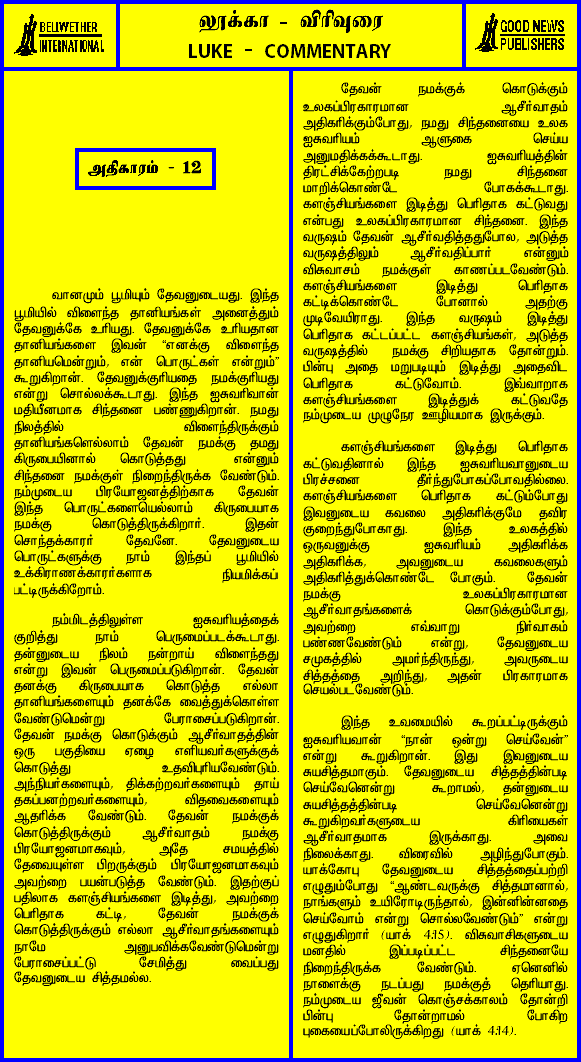 BELLWETHER
INTERNATIONAL
லூக்கா - விரிவுரை
LUKE - COMMENTARY
GOOD NEWS
PUBLISHERS
அதிகாரம் - 12
வானமும் பூமியும் தேவனுடையது. இந்த
பூமியில் விளைந்த தானியங்கள் அனைத்தும்
தேவனுக்கே உரியது. தேவனுக்கே உரியதான
தானியங்களை இவன் “எனக்கு விளைந்த
தானியமென்றும், என் பொருட்கள் என்றும்”
கூறுகிறான். தேவனுக்குரியதை நமக்குரியது
என்று சொல்லக்கூடாது. இந்த ஐசுவரியவான்
மதியீனமாக சிந்தனை பண்ணுகிறான். நமது
நிலத்தில் விளைந்திருக்கும்
தானியங்களெல்லாம் தேவன் நமக்கு தமது
கிருபையினால் கொடுத்தது என்னும்
சிந்தனை நமக்குள் நிறைந்திருக்க வேண்டும்.
நம்முடைய பிரயோஜனத்திற்காக தேவன்
இந்த பொருட்களையெல்லாம் கிருபையாக
நமக்கு கொடுத்திருக்கிறார். இதன்
சொந்தக்காரர் தேவனே. தேவனுடைய
பொருட்களுக்கு நாம் இந்தப் பூமியில்
உக்கிராணக்காரர்களாக நியமிக்கப்
பட்டிருக்கிறோம்.
நம்மிடத்திலுள்ள ஐசுவரியத்தைக்
குறித்து நாம் பெருமைப்படக்கூடாது.
தன்னுடைய நிலம் நன்றாய் விளைந்தது
என்று இவன் பெருமைப்படுகிறான். தேவன்
தனக்கு கிருபையாக கொடுத்த எல்லா
தானியங்களையும் தனக்கே வைத்துக்கொள்ள
வேண்டுமென்று பேராசைப்படுகிறான்.
தேவன் நமக்கு கொடுக்கும் ஆசீர்வாதத்தின்
ஒரு பகுதியை ஏழை எளியவர்களுக்குக்
கொடுத்து உதவிபுரியவேண்டும்.
அந்நியர்களையும், திக்கற்றவர்களையும் தாய்
தகப்பனற்றவர்களையும், விதவைகளையும்
ஆதரிக்க வேண்டும். தேவன் நமக்குக்
கொடுத்திருக்கும் ஆசீர்வாதம் நமக்கு
பிரயோஜனமாகவும், அதே சமயத்தில்
தேவையுள்ள பிறருக்கும் பிரயோஜனமாகவும்
அவற்றை பயன்படுத்த வேண்டும். இதற்குப்
பதிலாக களஞ்சியங்களை இடித்து, அவற்றை
பெரிதாக கட்டி, தேவன் நமக்குக்
கொடுத்திருக்கும் எல்லா ஆசீர்வாதங்களையும்
நாமே அனுபவிக்கவேண்டுமென்று
பேராசைப்பட்டு சேமித்து வைப்பது
தேவனுடைய சித்தமல்ல.
தேவன் நமக்குக் கொடுக்கும்
உலகப்பிரகாரமான ஆசீர்வாதம்
அதிகரிக்கும்போது, நமது சிந்தனையை உலக
ஐசுவரியம் ஆளுகை செய்ய
அனுமதிக்கக்கூடாது. ஐசுவரியத்தின்
திரட்சிக்கேற்றபடி நமது சிந்தனை
மாறிக்கொண்டே போகக்கூடாது.
களஞ்சியங்களை இடித்து பெரிதாக கட்டுவது
என்பது உலகப்பிரகாரமான சிந்தனை. இந்த
வருஷம் தேவன் ஆசீர்வதித்ததுபோல, அடுத்த
வருஷத்திலும் ஆசீர்வதிப்பார் என்னும்
விசுவாசம் நமக்குள் காணப்படவேண்டும்.
களஞ்சியங்களை இடித்து பெரிதாக
கட்டிக்கொண்டே போனால் அதற்கு
முடிவேயிராது. இந்த வருஷம் இடித்து
பெரிதாக கட்டப்பட்ட களஞ்சியங்கள், அடுத்த
வருஷத்தில் நமக்கு சிறியதாக தோன்றும்.
பின்பு அதை மறுபடியும் இடித்து அதைவிட
பெரிதாக கட்டுவோம். இவ்வாறாக
களஞ்சியங்களை இடித்துக் கட்டுவதே
நம்முடைய முழுநேர ஊழியமாக இருக்கும்.
களஞ்சியங்களை இடித்து பெரிதாக
கட்டுவதினால் இந்த ஐசுவரியவானுடைய
பிரச்சனை தீர்ந்துபோகப்போவதில்லை.
களஞ்சியங்களை பெரிதாக கட்டும்போது
இவனுடைய கவலை அதிகரிக்குமே தவிர
குறைந்துபோகாது. இந்த உலகத்தில்
ஒருவனுக்கு ஐசுவரியம் அதிகரிக்க
அதிகரிக்க, அவனுடைய கவலைகளும்
அதிகரித்துக்கொண்டே போகும். தேவன்
நமக்கு உலகப்பிரகாரமான
ஆசீர்வாதங்களைக் கொடுக்கும்போது,
அவற்றை எவ்வாறு நிர்வாகம்
பண்ணவேண்டும் என்று, தேவனுடைய
சமுகத்தில் அமர்ந்திருந்து, அவருடைய
சித்தத்தை அறிந்து, அதன் பிரகாரமாக
செயல்படவேண்டும்.
இந்த உவமையில் கூறப்பட்டிருக்கும்
ஐசுவரியவான் “நான் ஒன்று செய்வேன்”
என்று கூறுகிறான். இது இவனுடைய
சுயசித்தமாகும். தேவனுடைய சித்தத்தின்படி
செய்வேனென்று கூறாமல், தன்னுடைய
சுயசித்தத்தின்படி செய்வேனென்று
கூறுகிறவர்களுடைய கிரியைகள்
ஆசீர்வாதமாக இருக்காது. அவை
நிலைக்காது. விரைவில் அழிந்துபோகும்.
யாக்கோபு தேவனுடைய சித்தத்தைப்பற்றி
எழுதும்போது “ஆண்டவருக்கு சித்தமானால்,
நாங்களும் உயிரோடிருந்தால், இன்னின்னதை
செய்வோம் என்று சொல்லவேண்டும்” என்று
எழுதுகிறார் (யாக் 4:15). விசுவாசிகளுடைய
மனதில் இப்படிப்பட்ட சிந்தனையே
நிறைந்திருக்க வேண்டும். ஏனெனில்
நாளைக்கு நடப்பது நமக்குத் தெரியாது.
நம்முடைய ஜீவன் கொஞ்சக்காலம் தோன்றி
பின்பு தோன்றாமல் போகிற
புகையைப்போலிருக்கிறது (யாக் 4:14).